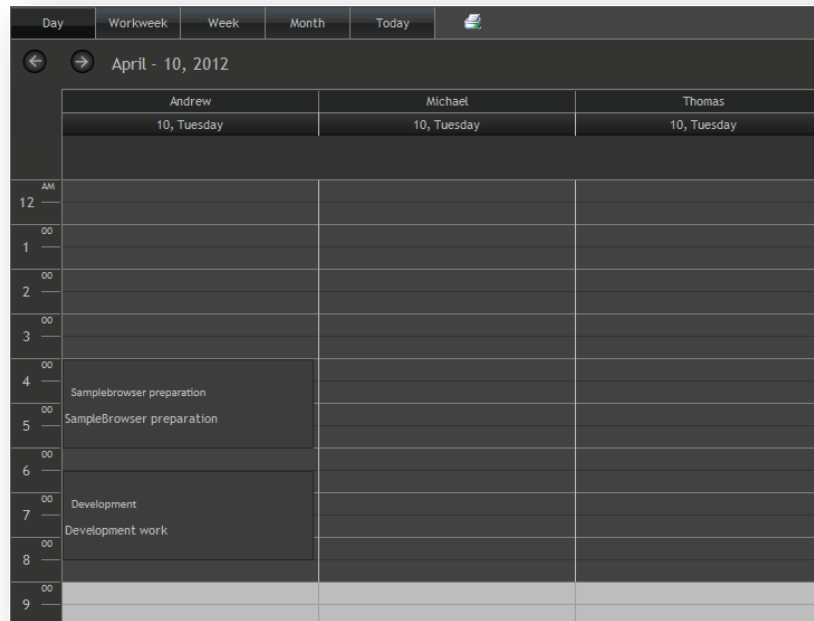 Day Workweek Week Month Today
April - 10, 2012
Andrew Michael Thomas
10, Tuesday 10, Tuesday 10, Tuesday
12 AM
1 00
2 00
3 00
4 00
Samplebrowser preparation
5 00
SampleBrowser preparation
6 00
7 00
Development
Development work
8 00
9 00